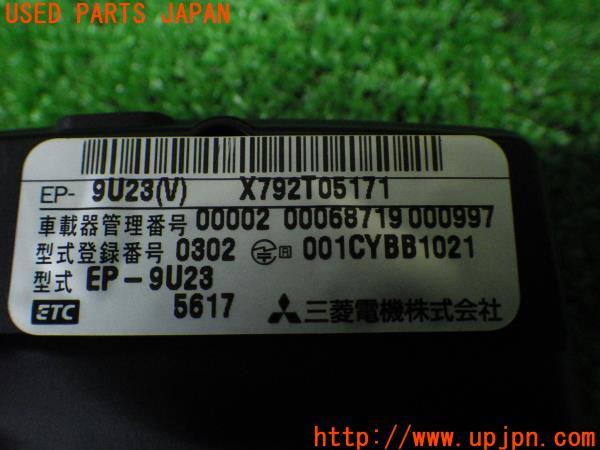 USED PARTS JAPAN
EP- 9U23(V) X792T05171
車載器管理番号 00002 00068719 000997
型式登録番号 0302 001CYBB1021
型式 EP-9U23
ETC 5617 三菱電機株式会社
http://www.upjpn.com